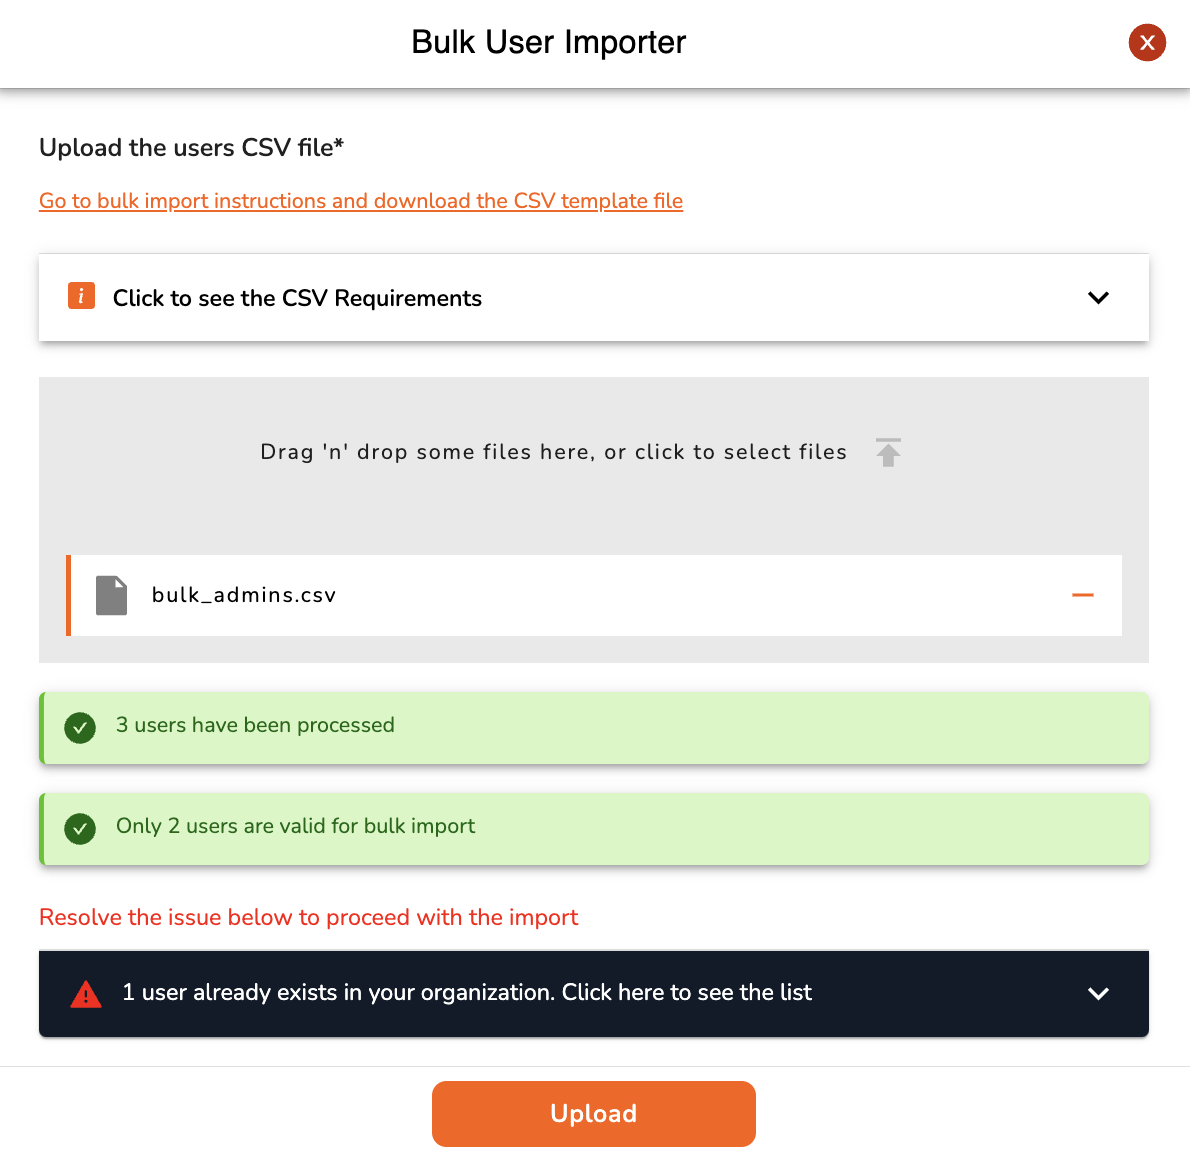 Bulk User Importer
X
Upload the users CSV file*
Go to bulk import instructions and download the CSV template file
i
Click to see the CSV Requirements
Drag 'n' drop some files here, or click to select files
bulk_admins.csv
3 users have been processed
Only 2 users are valid for bulk import
Resolve the issue below to proceed with the import
1 user already exists in your organization. Click here to see the list
Upload